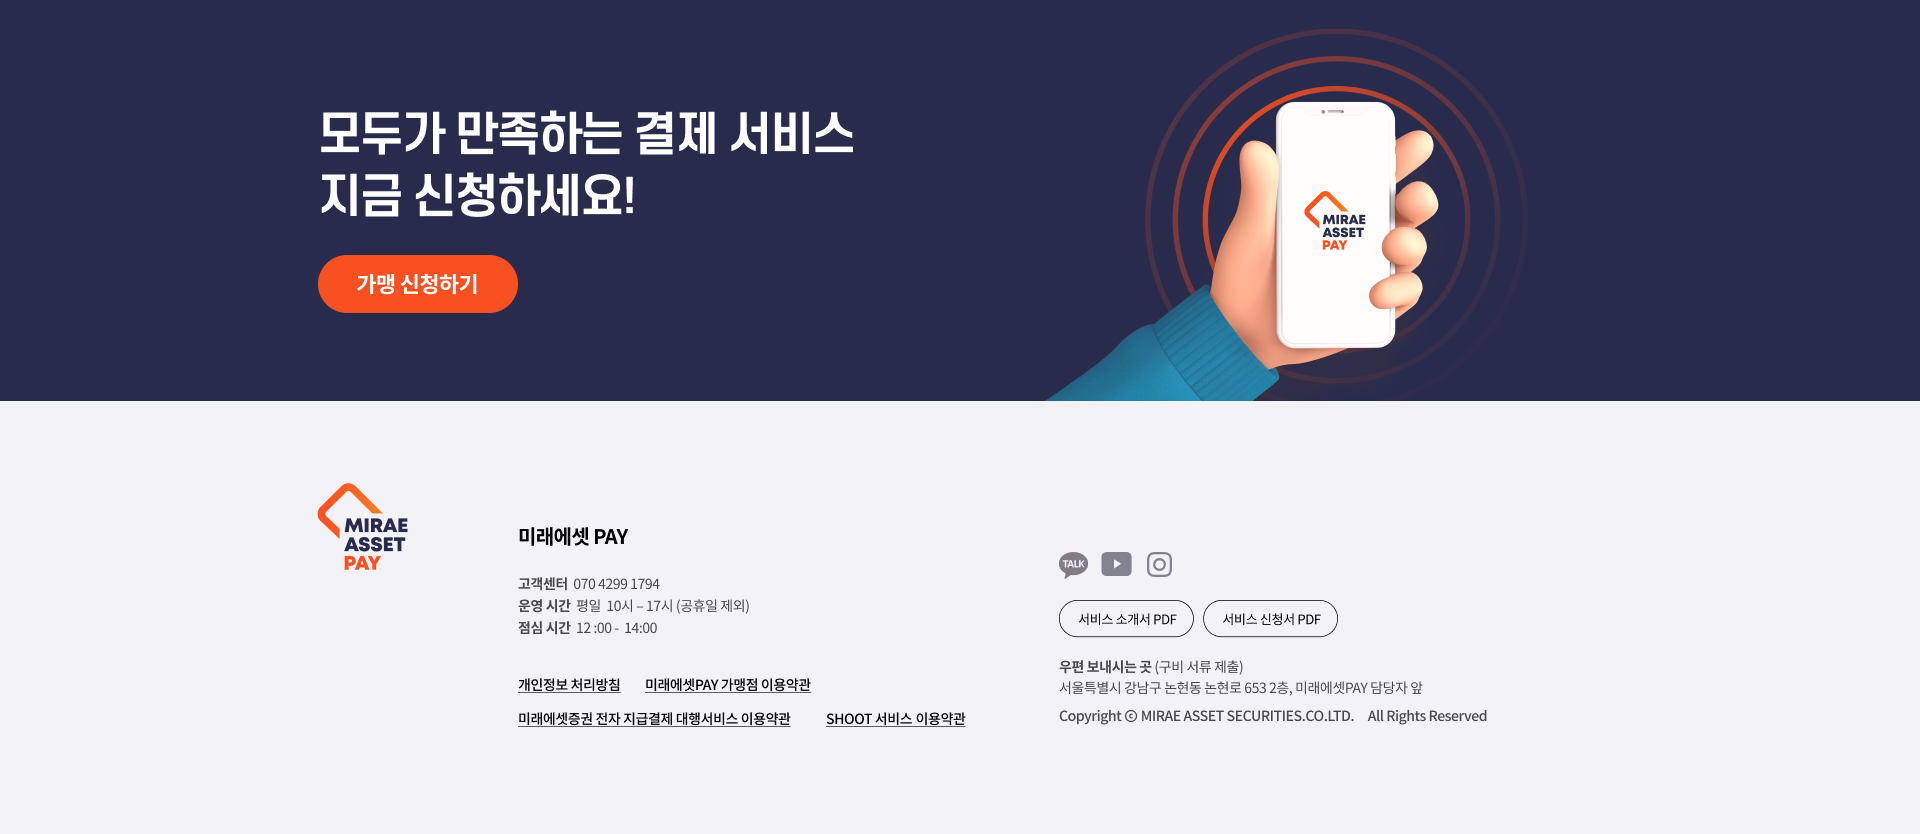 모두가 만족하는 결제 서비스
지금 신청하세요!
가맹 신청하기
MIRAE
ASSET
PAY
MIRAE
ASSET
PAY
미래에셋 PAY
고객센터 070 4299 1794
운영 시간 평일 10시 – 17시 (공휴일 제외)
점심 시간 12 :00 - 14:00
개인정보 처리방침 미래에셋PAY 가맹점 이용약관
미래에셋증권 전자 지급결제 대행서비스 이용약관 SHOOT 서비스 이용약관
TALK
서비스 소개서 PDF 서비스 신청서 PDF
우편 보내시는 곳 (구비 서류 제출)
서울특별시 강남구 논현동 논현로 653 2층, 미래에셋PAY 담당자 앞
Copyright ⓒ MIRAE ASSET SECURITIES.CO.LTD. All Rights Reserved